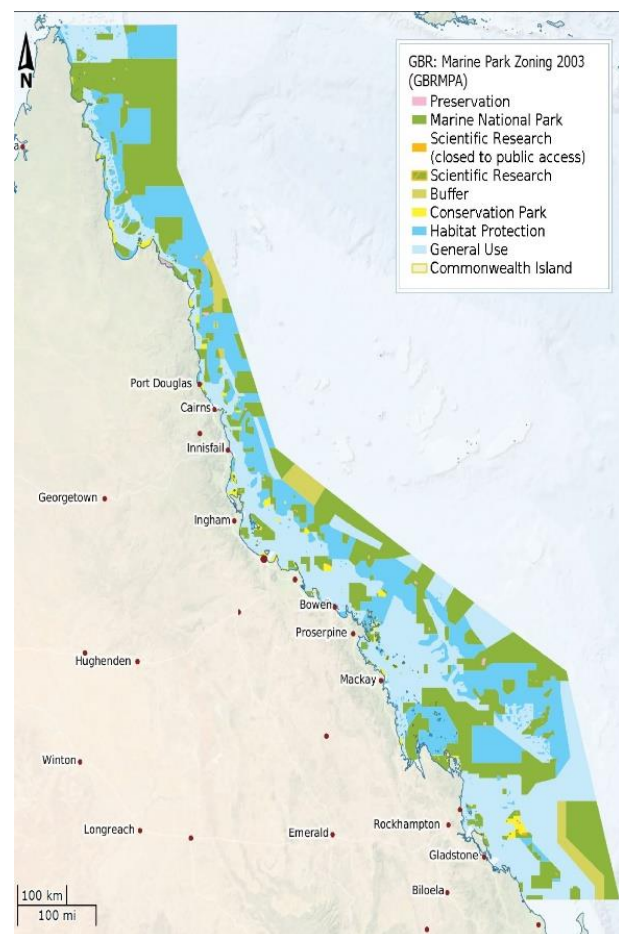 N
GBR: Marine Park Zoning 2003
(GBRMPA)
Preservation
Marine National Park
Scientific Research
(closed to public access)
Scientific Research
Buffer
Conservation Park
Habitat Protection
General Use
Commonwealth Island
a
Port Douglas
Cairns
Innisfail
Georgetown
Ingham
Bowen
Proserpine
Hughenden
Mackay
Winton
Longreach
Emerald
Rockhampton
Gladstone
Biloela
100 km
100 mi